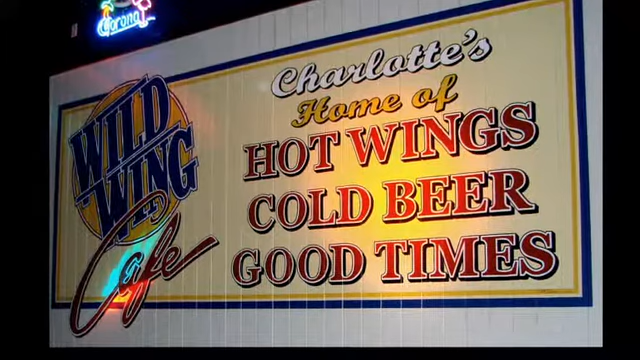 Corona
WILD
WING
Cafe
Charlotte's
Home of
HOT WINGS
COLD BEER
GOOD TIMES